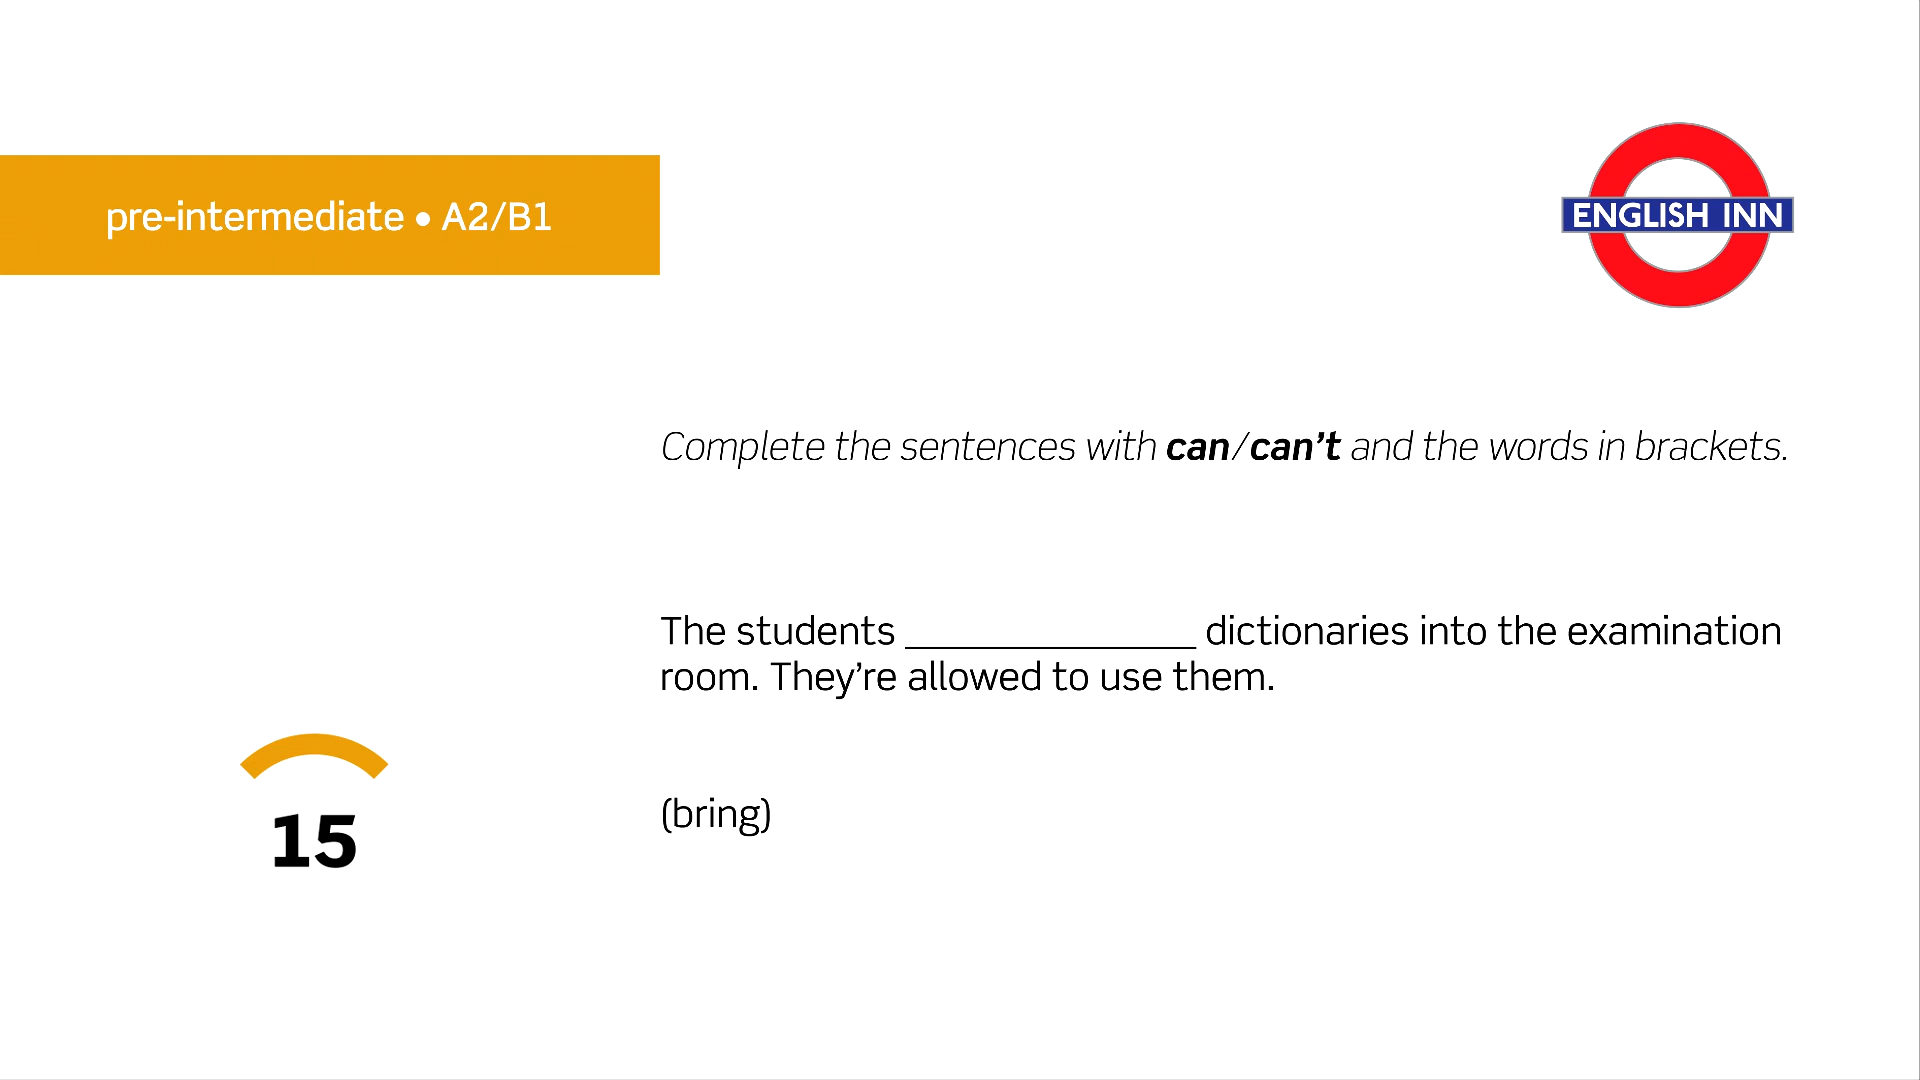 pre-intermediate • A2/B1
ENGLISH INN
Complete the sentences with can/can’t and the words in brackets.
The students ______________ dictionaries into the examination
room. They’re allowed to use them.
(bring)
15